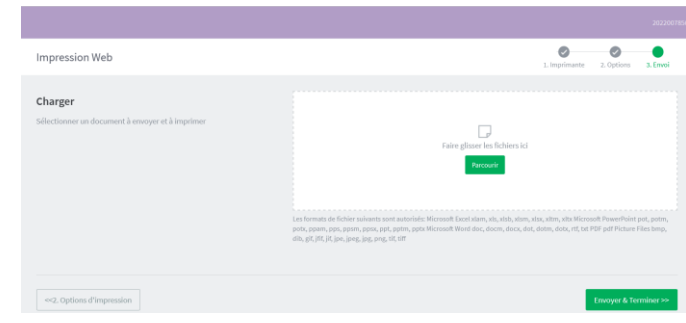 Impression Web
1. Imprimante
2. Options
3. Envoi
Charger
Sélectionner un document à envoyer et à imprimer
Faire glisser les fichiers ici
Parcourir
Les formats de fichier suivants sont autorisés: Microsoft Excel xlam, xls, xlsb, xlsm, xlsx, xltm, xltx Microsoft PowerPoint pot, potm,
potx, ppam, pps, ppsm, ppsx, ppt, pptm, pptx Microsoft Word doc, docm, docx, dot, dotm, dotx, rtf, txt PDF pdf Picture Files bmp,
dib, gif, jfif, jif, jpe, jpeg, jpg, png, tif, tiff
<<2. Options d'impression
Envoyer & Terminer >>